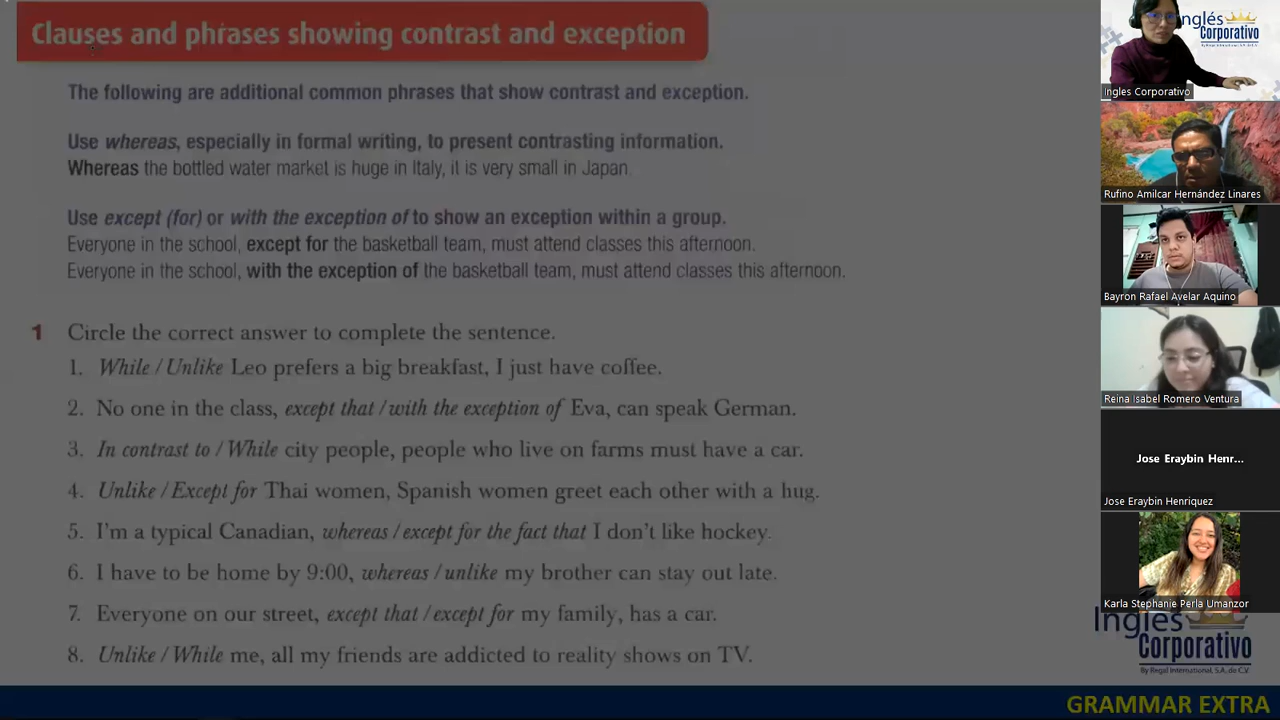 Clauses and phrases showing contrast and exception
The following are additional common phrases that show contrast and exception.
Use whereas, especially in formal writing, to present contrasting information.
Whereas the bottled water market is huge in Italy, it is very small in Japan.
Use except (for) or with the exception of to show an exception within a group.
Everyone in the school, except for the basketball team, must attend classes this afternoon.
Everyone in the school, with the exception of the basketball team, must attend classes this afternoon.
1 Circle the correct answer to complete the sentence.
1. While / Unlike Leo prefers a big breakfast, I just have coffee.
2. No one in the class, except that / with the exception of Eva, can speak German.
3. In contrast to / While city people, people who live on farms must have a car.
4. Unlike / Except for Thai women, Spanish women greet each other with a hug.
5. I'm a typical Canadian, whereas / except for the fact that I don't like hockey.
6. I have to be home by 9:00, whereas / unlike my brother can stay out late.
7. Everyone on our street, except that / except for my family, has a car.
8. Unlike / While me, all my friends are addicted to reality shows on TV.
Inglés
Corporativo
By Regal International, S.A. de C.V.
Ingles Corporativo
Rufino Amilcar Hernández Linares
Bayron Rafael Avelar Aquino
Reina Isabel Romero Ventura
Jose Eraybin Henr...
Jose Eraybin Henriquez
Karla Stephanie Perla Umanzor
Inglés
Corporativo
By Regal International, S.A. de C.V.
GRAMMAR EXTRA